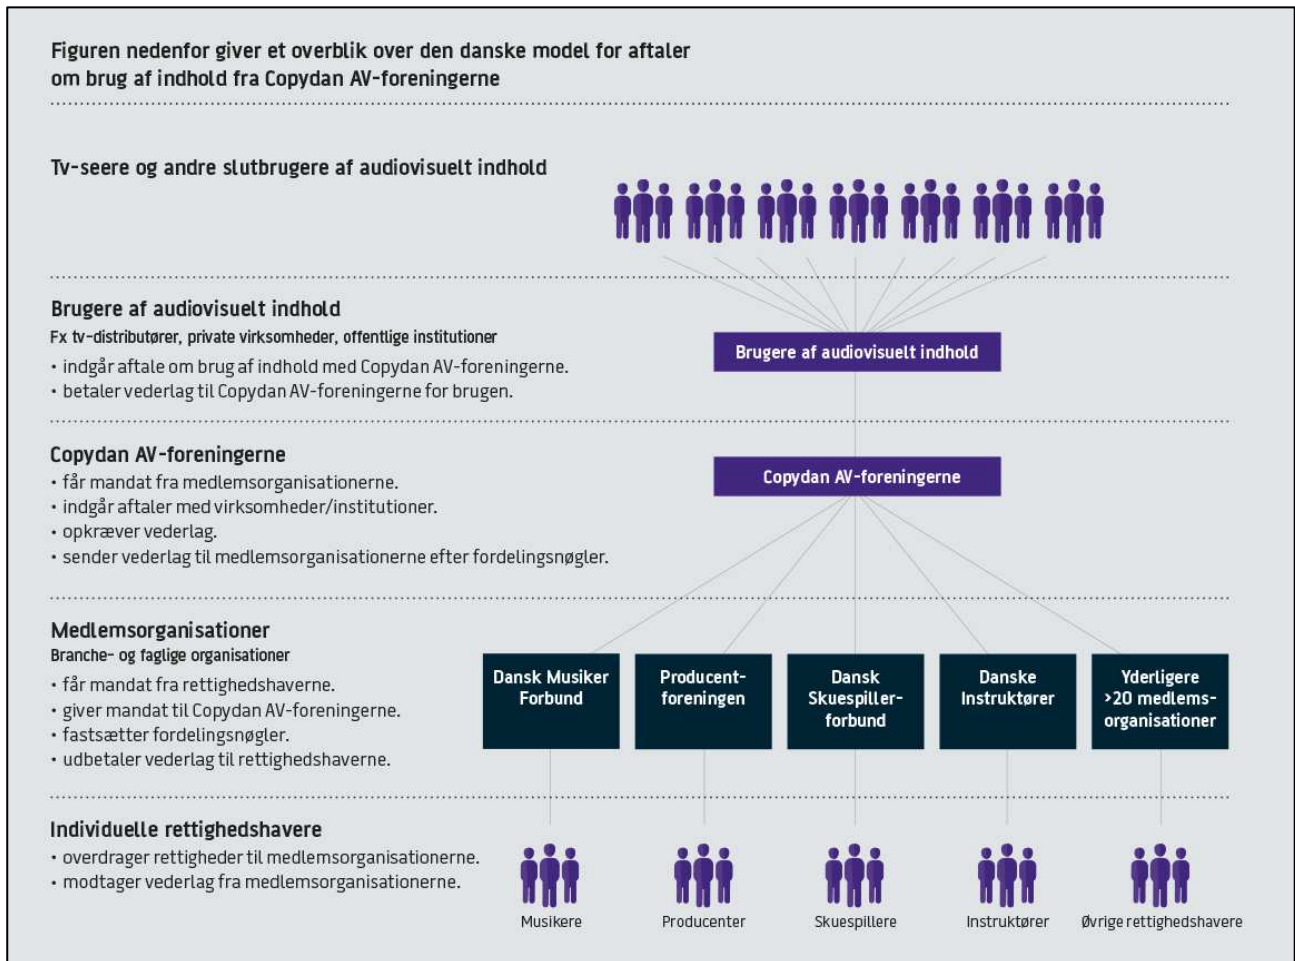 Figuren nedenfor giver et overblik over den danske model for aftaler
om brug af indhold fra Copydan AV-foreningerne
Tv-seere og andre slutbrugere af audiovisuelt indhold
Brugere af audiovisuelt indhold
Fx tv-distributører, private virksomheder, offentlige institutioner
• indgår aftale om brug af indhold med Copydan AV-foreningerne.
• betaler vederlag til Copydan AV-foreningerne for brugen.
Brugere af audiovisuelt indhold
Copydan AV-foreningerne
• får mandat fra medlemsorganisationerne.
• indgår aftaler med virksomheder/institutioner.
• opkræver vederlag.
• sender vederlag til medlemsorganisationerne efter fordelingsnøgler.
Copydan AV-foreningerne
Medlemsorganisationer
Branche- og faglige organisationer
• får mandat fra rettighedshaverne.
• giver mandat til Copydan AV-foreningerne.
• fastsætter fordelingsnøgler.
• udbetaler vederlag til rettighedshaverne.
Dansk Musiker
Forbund
Producent-
foreningen
Dansk
Skuespiller-
forbund
Danske
Instruktører
Yderligere
>20 medlems-
organisationer
Individuelle rettighedshavere
• overdrager rettigheder til medlemsorganisationerne.
• modtager vederlag fra medlemsorganisationerne.
Musikere
Producenter
Skuespillere
Instruktører
Øvrige rettighedshavere